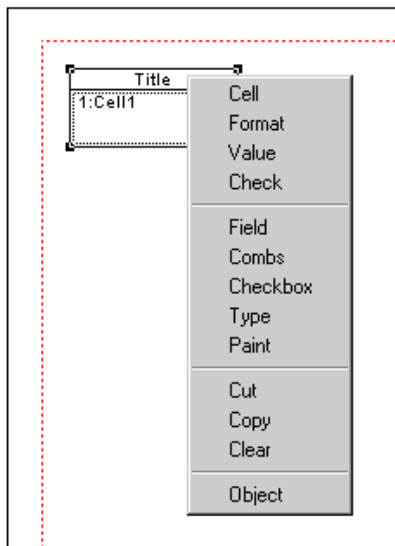 Title
1:Cell1
Cell
Format
Value
Check
Field
Combs
Checkbox
Type
Paint
Cut
Copy
Clear
Object